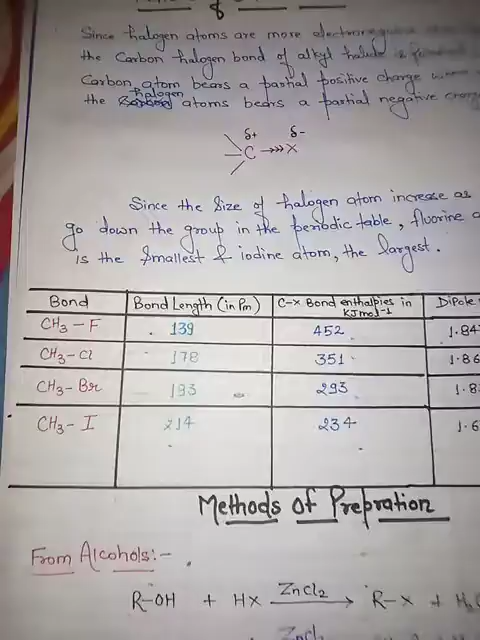 Since halogen atoms are more electronegative
the Carbon halogen bond of alkyl halide is
Carbon atom bears a partial positive charge
the halogen atoms bears a partial negative
δ+ δ-
C →→→ X
Since the Size of halogen atom increase as
go down the group in the periodic table, fluorine
is the Smallest & iodine atom, the largest.
Bond Bond Length (in Pm) C-X Bond enthalpies in KJmol-1 Dipole
CH3 - F 139 452 1.84
CH3 - Cl 178 351 1.86
CH3 - Br 193 293 1.8
CH3 - I 214 234 1.6
Methods of Prepration
From Alcohols:-
R-OH + HX ZnCl2 → R-X +
ZnCl2